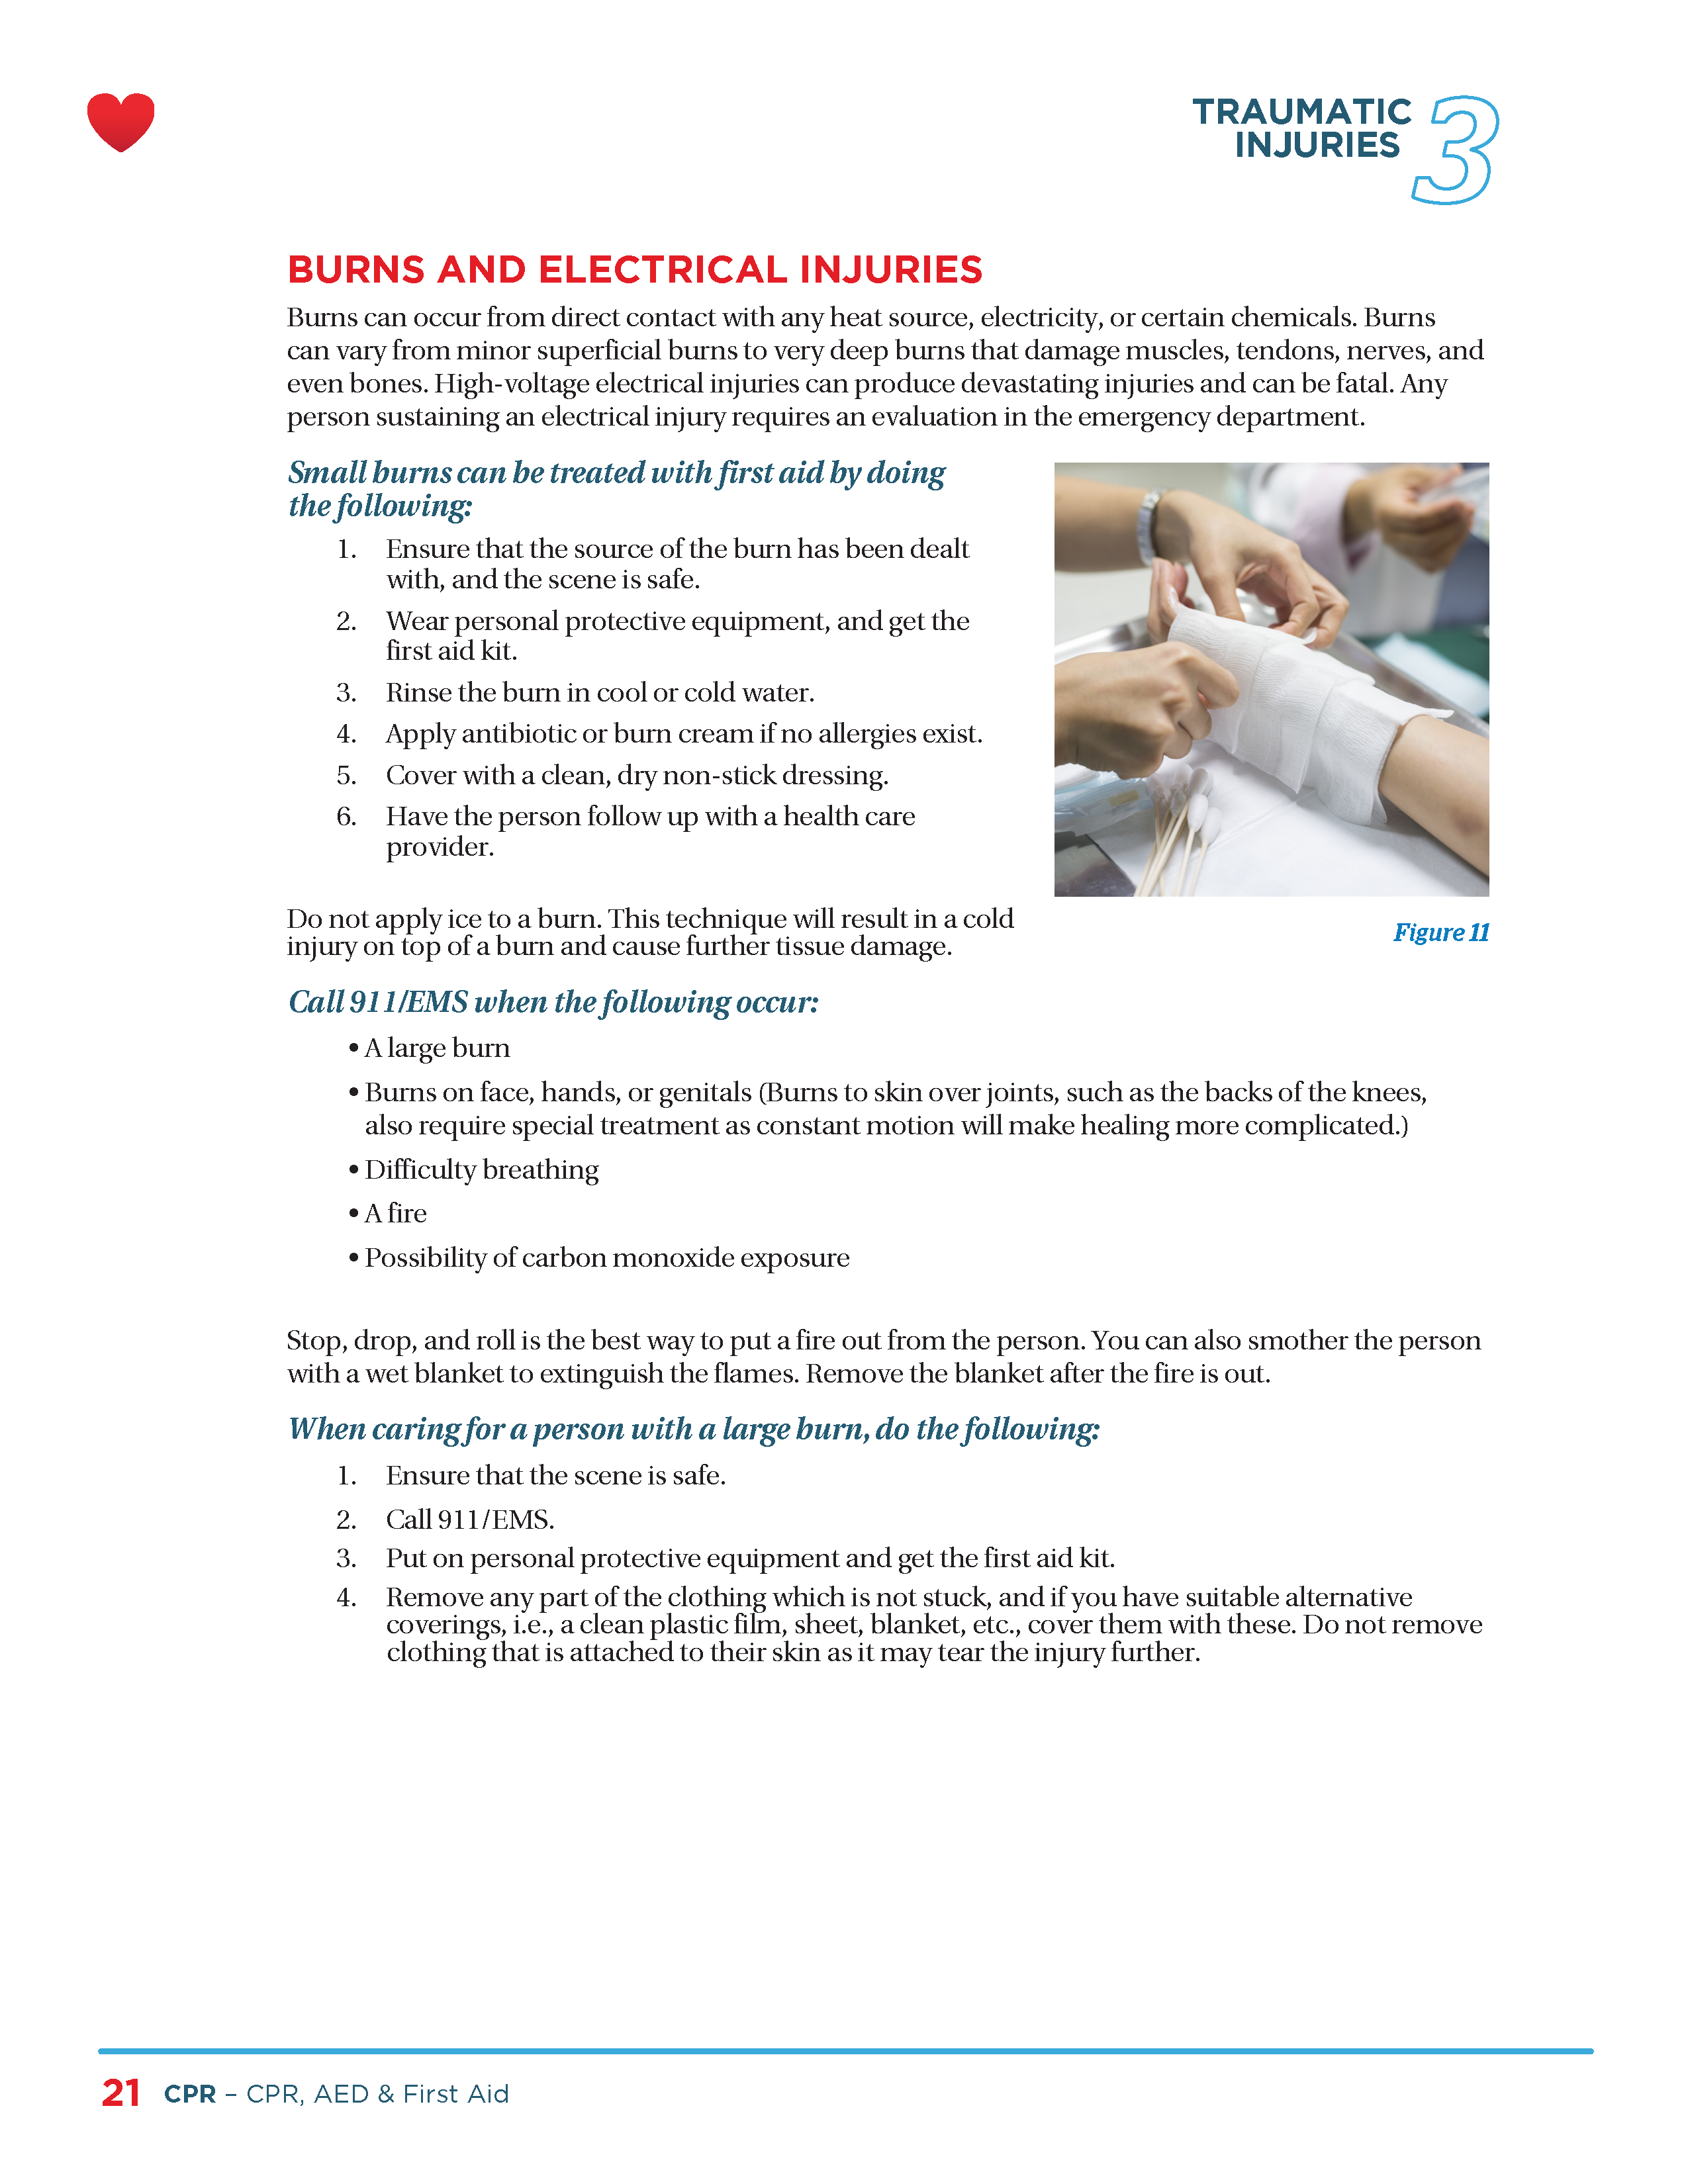 TRAUMATIC
INJURIES
3
BURNS AND ELECTRICAL INJURIES
Burns can occur from direct contact with any heat source, electricity, or certain chemicals. Burns
can vary from minor superficial burns to very deep burns that damage muscles, tendons, nerves, and
even bones. High-voltage electrical injuries can produce devastating injuries and can be fatal. Any
person sustaining an electrical injury requires an evaluation in the emergency department.
Small burns can be treated with first aid by doing
the following:
1. Ensure that the source of the burn has been dealt
with, and the scene is safe.
2. Wear personal protective equipment, and get the
first aid kit.
3. Rinse the burn in cool or cold water.
4. Apply antibiotic or burn cream if no allergies exist.
5. Cover with a clean, dry non-stick dressing.
6. Have the person follow up with a health care
provider.
Do not apply ice to a burn. This technique will result in a cold
injury on top of a burn and cause further tissue damage.
Figure 11
Call 911/EMS when the following occur:
• A large burn
• Burns on face, hands, or genitals (Burns to skin over joints, such as the backs of the knees,
also require special treatment as constant motion will make healing more complicated.)
• Difficulty breathing
• A fire
• Possibility of carbon monoxide exposure
Stop, drop, and roll is the best way to put a fire out from the person. You can also smother the person
with a wet blanket to extinguish the flames. Remove the blanket after the fire is out.
When caring for a person with a large burn, do the following:
1. Ensure that the scene is safe.
2. Call 911/EMS.
3. Put on personal protective equipment and get the first aid kit.
4. Remove any part of the clothing which is not stuck, and if you have suitable alternative
coverings, i.e., a clean plastic film, sheet, blanket, etc., cover them with these. Do not remove
clothing that is attached to their skin as it may tear the injury further.
21 CPR – CPR, AED & First Aid